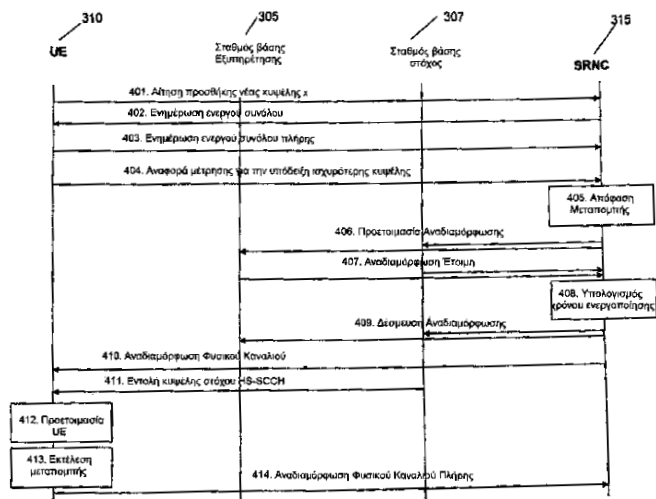 310
305
307
315
UE
Σταθμός βάσης
Εξυπηρέτησης
Σταθμός βάσης
στόχος
SRNC
401. Αίτηση προσθήκης νέας κυψέλης x
402. Ενημέρωση ενεργού συνόλου
403. Ενημέρωση ενεργού συνόλου πλήρης
404. Αναφορά μέτρησης για την υπόδειξη ισχυρότερης κυψέλης
405. Απόφαση
Μεταπομπής
406. Προετοιμασία Αναδιαμόρφωσης
407. Αναδιαμόρφωση Έτοιμη
408. Υπολογισμός
χρόνου ενεργοποίησης
409. Δέσμευση Αναδιαμόρφωσης
410. Αναδιαμόρφωση Φυσικού Καναλιού
411. Εντολή κυψέλης στόχου HS-SCCH
412. Προετοιμασία
UE
413. Εκτέλεση
μεταπομπής
414. Αναδιαμόρφωση Φυσικού Καναλιού Πλήρης